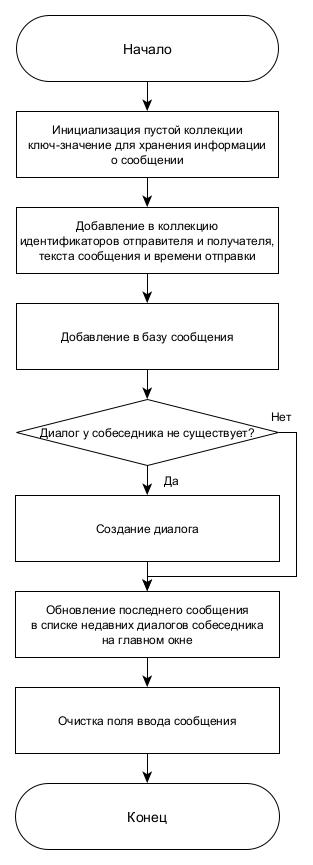 Начало
Инициализация пустой коллекции
ключ-значение для хранения информации
о сообщении
Добавление в коллекцию
идентификаторов отправителя и получателя,
текста сообщения и времени отправки
Добавление в базу сообщения
Нет
Диалог у собеседника не существует?
Да
Создание диалога
Обновление последнего сообщения
в списке недавних диалогов собеседника
на главном окне
Очистка поля ввода сообщения
Конец